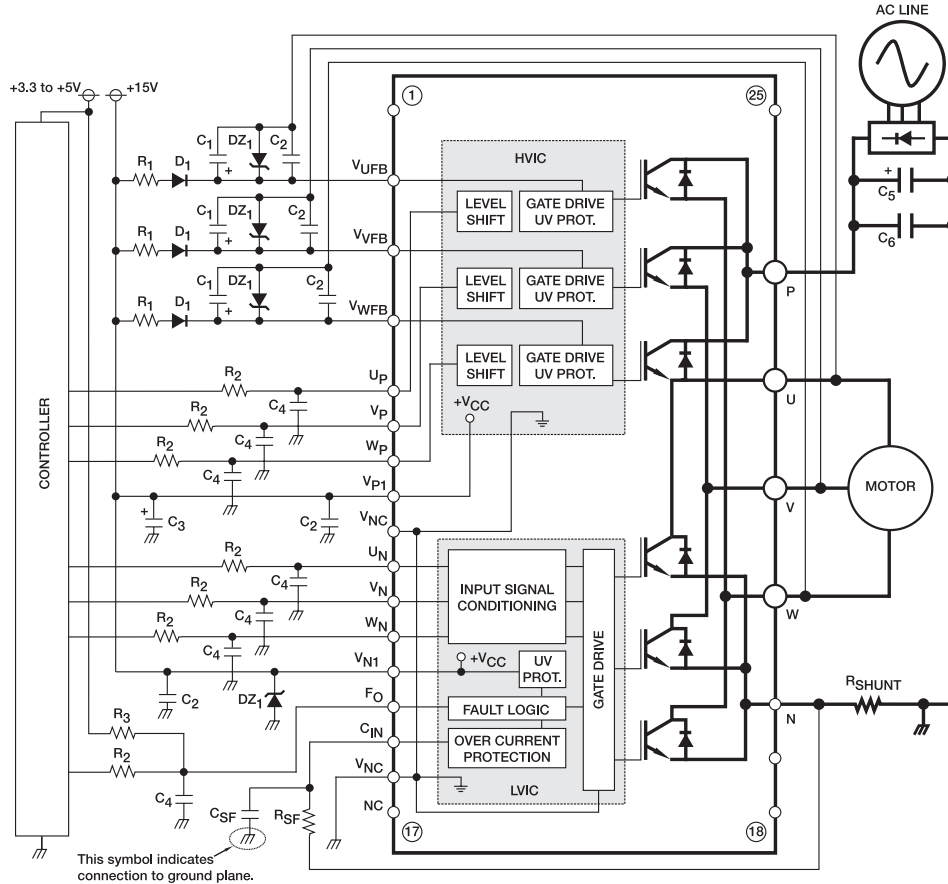 AC LINE
+3.3 to +5V
+15V
1
25
C1
DZ1
C2
R1
D1
+
VUFB
HVIC
LEVEL SHIFT
GATE DRIVE UV PROT.
+
C5
C6
C1
DZ1
C2
R1
D1
+
VVFB
LEVEL SHIFT
GATE DRIVE UV PROT.
P
C1
DZ1
C2
R1
D1
+
VWFB
LEVEL SHIFT
GATE DRIVE UV PROT.
CONTROLLER
R2
C4
UP
U
R2
C4
VP
+VCC
R2
C4
WP
MOTOR
VP1
V
+
C3
C2
VNC
R2
C4
UN
INPUT SIGNAL CONDITIONING
GATE DRIVE
R2
C4
VN
W
R2
C4
WN
VN1
+VCC
UV PROT.
C2
DZ1
FO
FAULT LOGIC
RSHUNT
N
R3
CIN
OVER CURRENT PROTECTION
R2
C4
VNC
LVIC
CSF
RSF
NC
17
18
This symbol indicates
connection to ground plane.